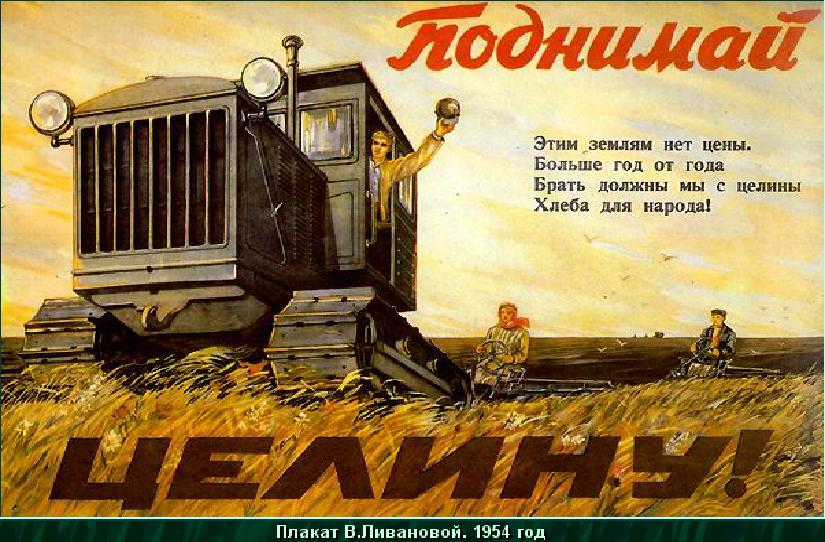 Поднимай
Этим землям нет цены.
Больше год от года
Брать должны мы с целины
Хлеба для народа!
ЦЕЛИНУ!
Плакат В.Ливановой. 1954 год